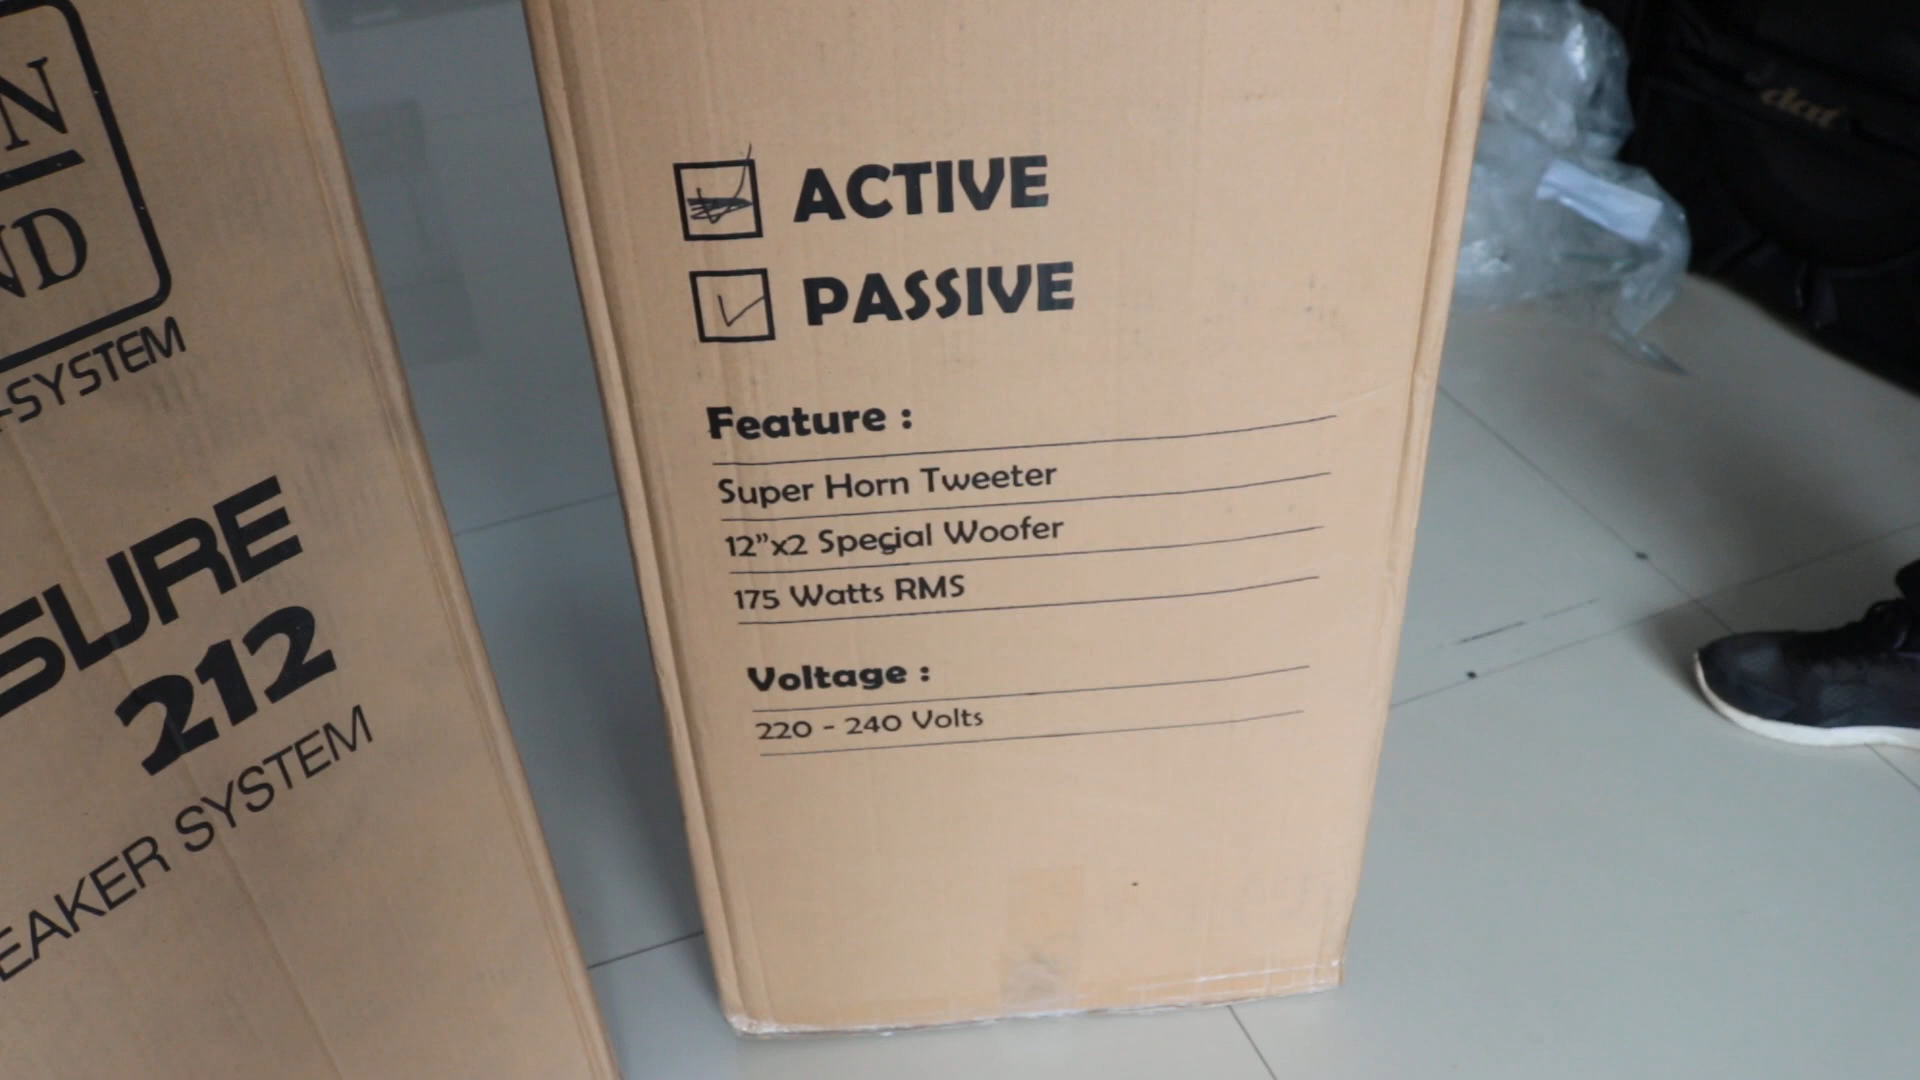 N
ND
-SYSTEM
SURE
212
EAKER SYSTEM
ACTIVE
PASSIVE
Feature :
Super Horn Tweeter
12”x2 Special Woofer
175 Watts RMS
Voltage :
220 - 240 Volts